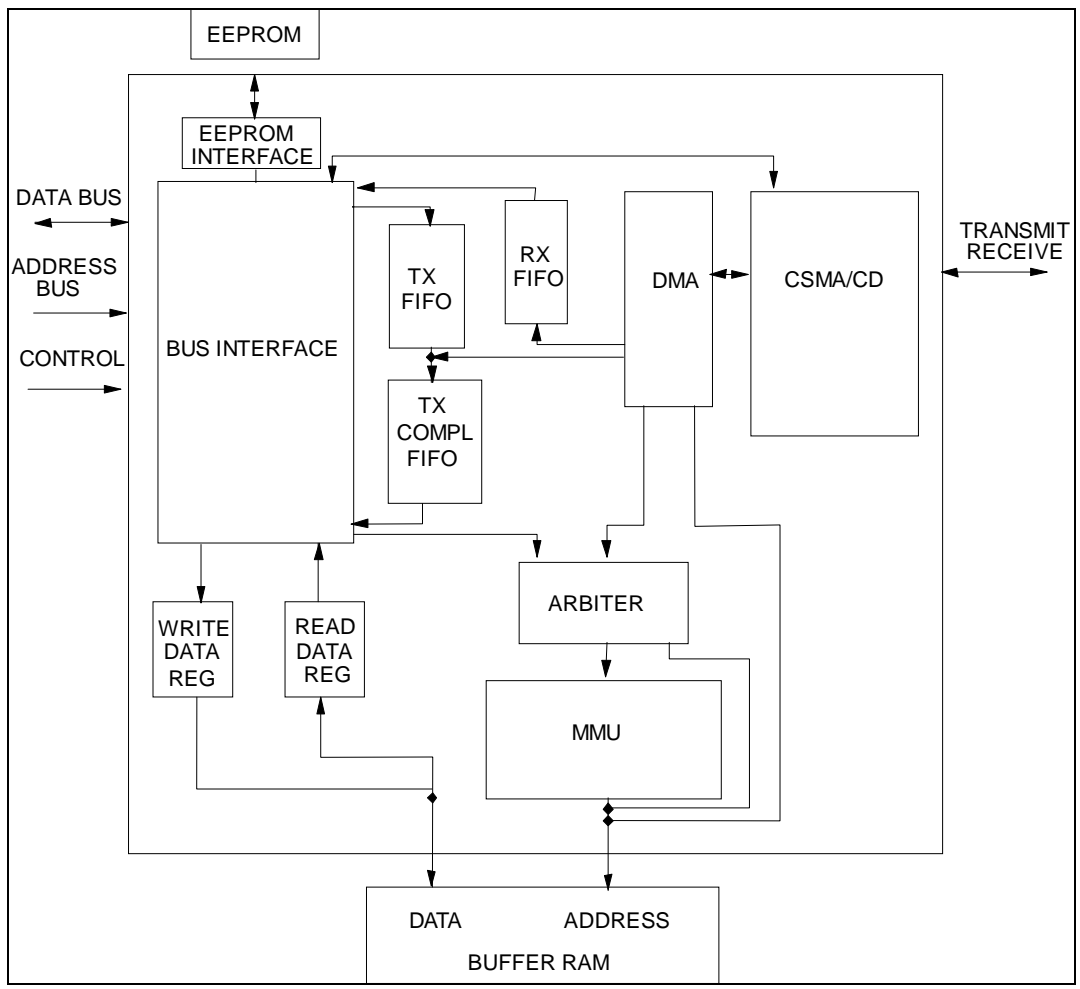 EEPROM
EEPROM
INTERFACE
DATA BUS
ADDRESS
BUS
CONTROL
BUS INTERFACE
TX
FIFO
RX
FIFO
DMA
CSMA/CD
TRANSMIT
RECEIVE
TX
COMPL
FIFO
WRITE
DATA
REG
READ
DATA
REG
ARBITER
MMU
DATA
ADDRESS
BUFFER RAM